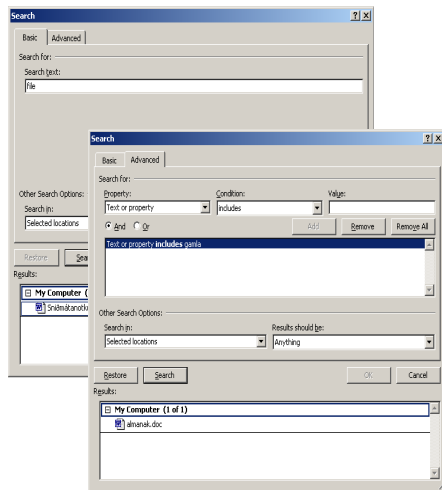 Search
Basic Advanced
Search for:
Search text:
file
Other Search Options:
Search in:
Selected locations
Restore
Results:
My Computer
Search
Basic Advanced
Search for:
Property: Condition: Value:
Text or property includes
And Or Add Remove Remove All
Text or property includes gamla
Other Search Options:
Search in: Results should be:
Selected locations Anything
Restore Search OK Cancel
Results:
My Computer (1 of 1)
almanak.doc